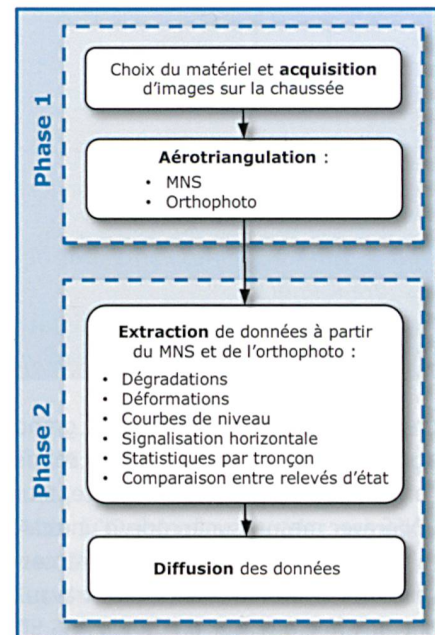 Phase 1
Choix du matériel et acquisition
d'images sur la chaussée
Aérotriangulation :
• MNS
• Orthophoto
Phase 2
Extraction de données à partir
du MNS et de l'orthophoto :
• Dégradations
• Déformations
• Courbes de niveau
• Signalisation horizontale
• Statistiques par tronçon
• Comparaison entre relevés d'état
Diffusion des données